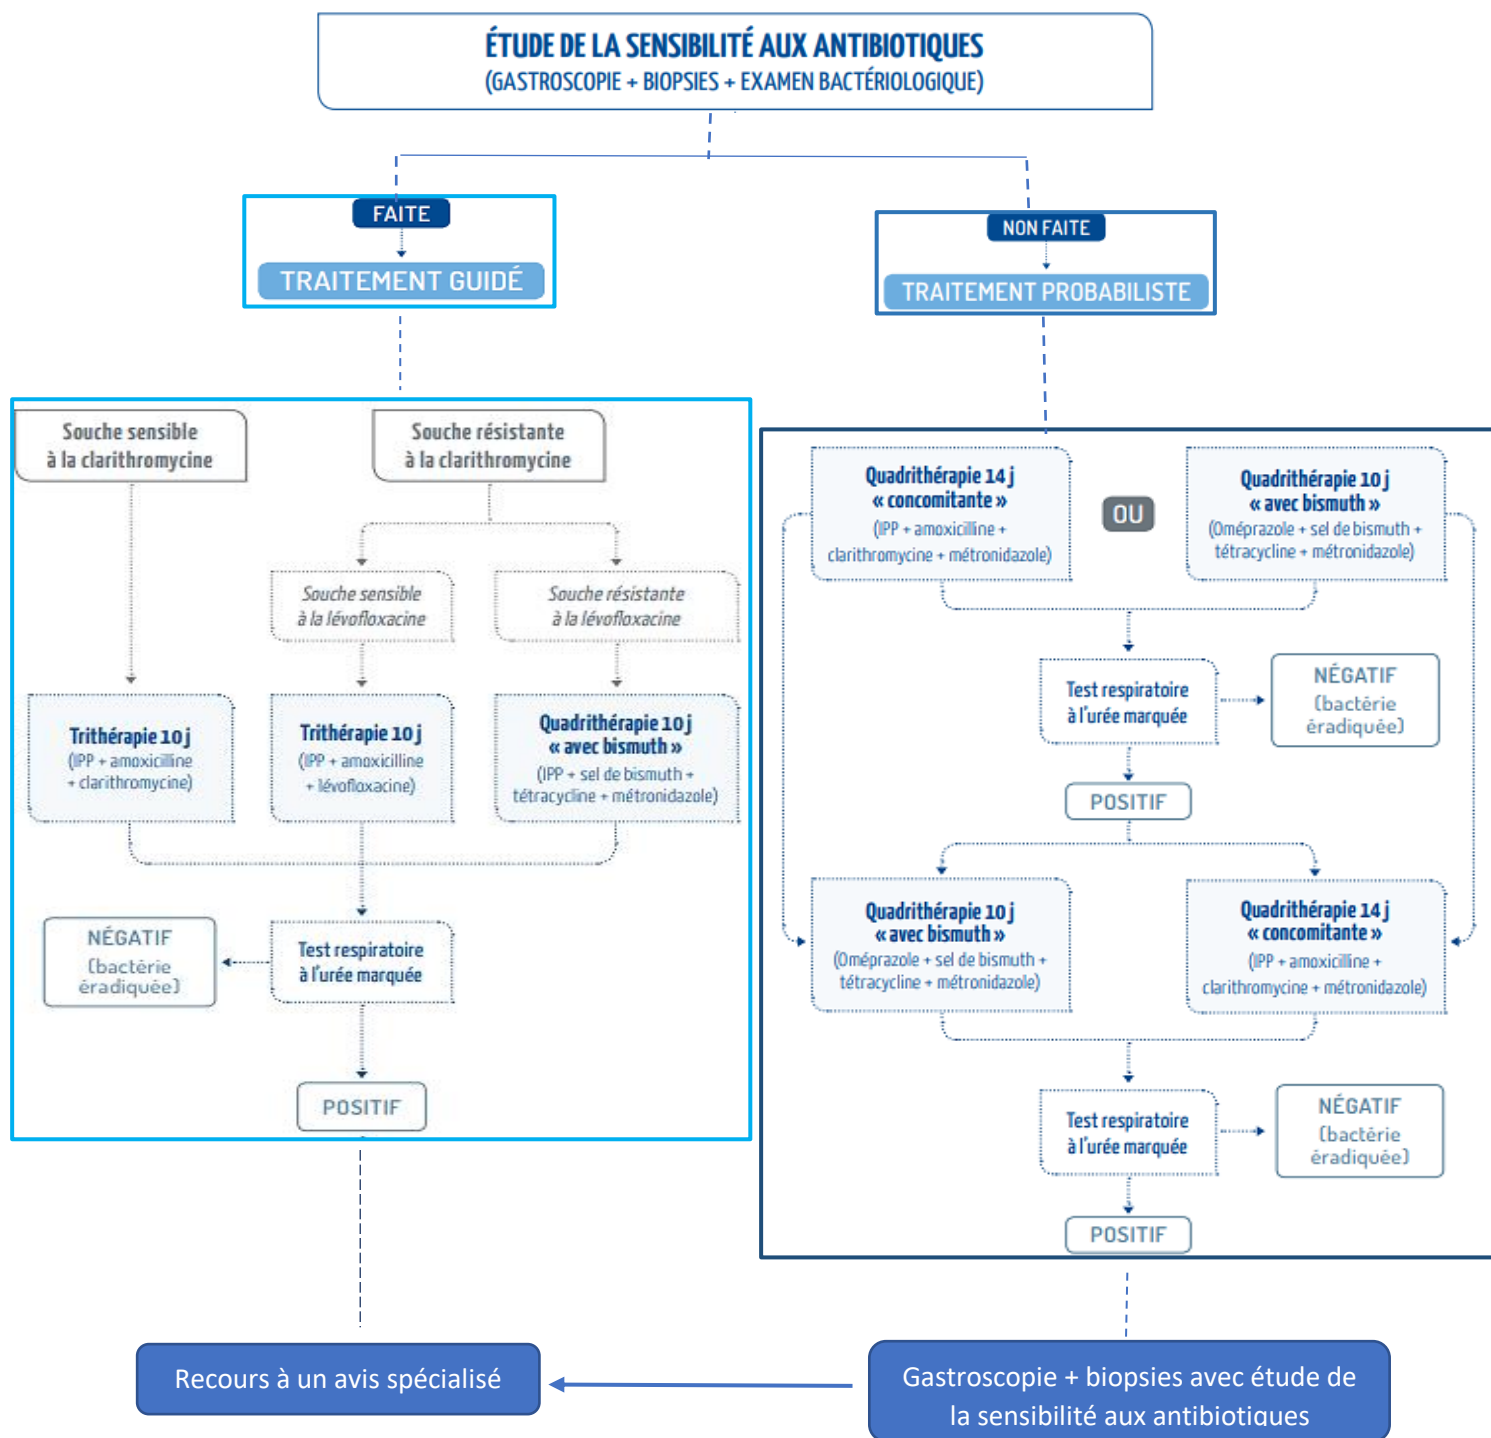 ÉTUDE DE LA SENSIBILITÉ AUX ANTIBIOTIQUES
(GASTROSCOPIE + BIOPSIES + EXAMEN BACTÉRIOLOGIQUE)
FAITE
TRAITEMENT GUIDÉ
NON FAITE
TRAITEMENT PROBABILISTE
Souche sensible
à la clarithromycine
Souche résistante
à la clarithromycine
Souche sensible
à la lévofloxacine
Souche résistante
à la lévofloxacine
Trithérapie 10 j
(IPP + amoxicilline
+ clarithromycine)
Trithérapie 10 j
(IPP + amoxicilline
+ lévofloxacine)
Quadrithérapie 10 j
« avec bismuth »
(IPP + sel de bismuth +
tétracycline + métronidazole)
NÉGATIF
(bactérie
éradiquée)
Test respiratoire
à l'urée marquée
POSITIF
Quadrithérapie 14 j
« concomitante »
(IPP + amoxicilline +
clarithromycine + métronidazole)
OU
Quadrithérapie 10 j
« avec bismuth »
(Oméprazole + sel de bismuth +
tétracycline + métronidazole)
Test respiratoire
à l'urée marquée
NÉGATIF
(bactérie
éradiquée)
POSITIF
Quadrithérapie 10 j
« avec bismuth »
(Oméprazole + sel de bismuth +
tétracycline + métronidazole)
Quadrithérapie 14 j
« concomitante »
(IPP + amoxicilline +
clarithromycine + métronidazole)
Test respiratoire
à l'urée marquée
NÉGATIF
(bactérie
éradiquée)
POSITIF
Recours à un avis spécialisé
Gastroscopie + biopsies avec étude de
la sensibilité aux antibiotiques